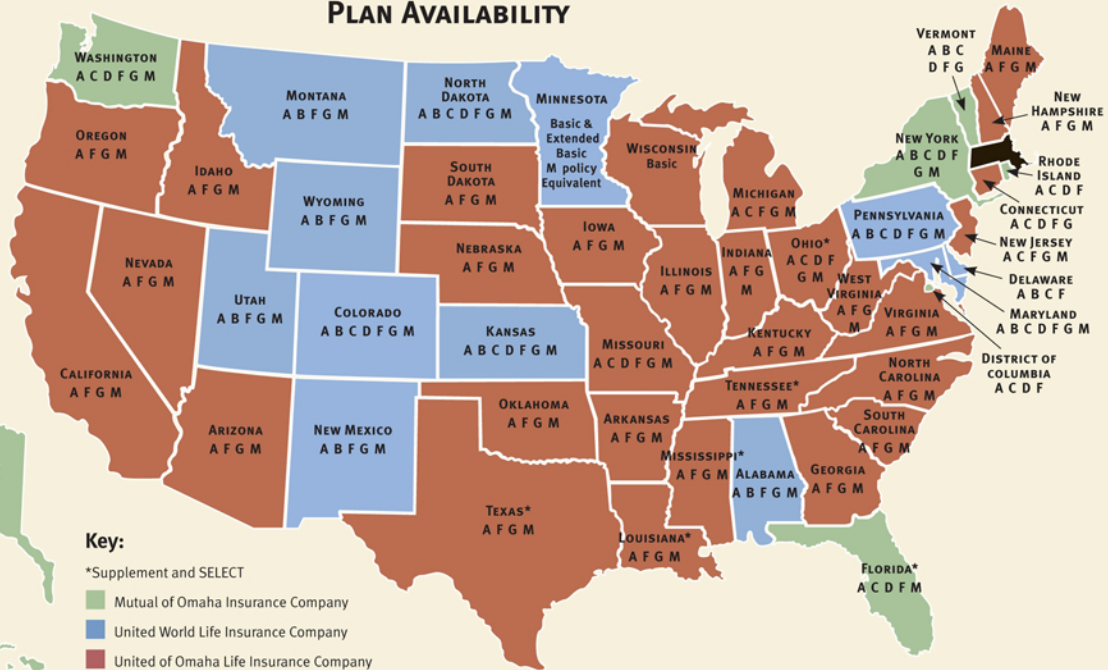 PLAN AVAILABILITY
WASHINGTON
A C D F G M
OREGON
A F G M
IDAHO
A F G M
MONTANA
A B F G M
NORTH
DAKOTA
A B C D F G M
MINNESOTA
Basic &
Extended
Basic
M policy
Equivalent
WISCONSIN
Basic
MICHIGAN
A C F G M
VERMONT
A B C
D F G
MAINE
A F G M
NEW
HAMPSHIRE
A F G M
NEW YORK
A B C D F
G M
RHODE
ISLAND
A C D F
CONNECTICUT
A C D F G
NEW JERSEY
A C F G M
DELAWARE
A B C F
MARYLAND
A B C D F G M
DISTRICT OF
COLUMBIA
A C D F
PENNSYLVANIA
A B C D F G M
WYOMING
A B F G M
SOUTH
DAKOTA
A F G M
NEBRASKA
A F G M
IOWA
A F G M
ILLINOIS
A F G M
INDIANA
A F G
M
OHIO*
A C D F
G M
WEST
VIRGINIA
A F G
M
VIRGINIA
A F G M
NEVADA
A F G M
UTAH
A B F G M
COLORADO
A B C D F G M
KANSAS
A B C D F G M
MISSOURI
A C D F G M
KENTUCKY
A F G M
CALIFORNIA
A F G M
ARIZONA
A F G M
NEW MEXICO
A B F G M
OKLAHOMA
A F G M
ARKANSAS
A F G M
TENNESSEE*
A F G M
NORTH
CAROLINA
A F G M
SOUTH
CAROLINA
A F G M
TEXAS*
A F G M
LOUISIANA*
A F G M
MISSISSIPPI*
A F G M
ALABAMA
A B F G M
GEORGIA
A F G M
FLORIDA*
A C D F M
Key:
*Supplement and SELECT
Mutual of Omaha Insurance Company
United World Life Insurance Company
United of Omaha Life Insurance Company